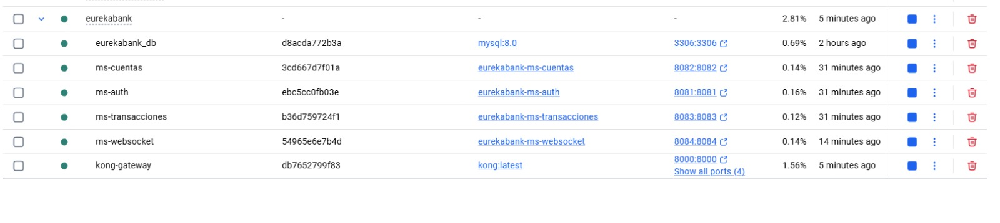 eurekabank - - - 2.81% 5 minutes ago
eurekabank_db d8acda772b3a mysql:8.0 3306:3306 0.69% 2 hours ago
ms-cuentas 3cd667d7f01a eurekabank-ms-cuentas 8082:8082 0.14% 31 minutes ago
ms-auth ebc5cc0fb03e eurekabank-ms-auth 8081:8081 0.16% 31 minutes ago
ms-transacciones b36d759724f1 eurekabank-ms-transacciones 8083:8083 0.12% 31 minutes ago
ms-websocket 54965e6e7b4d eurekabank-ms-websocket 8084:8084 0.14% 14 minutes ago
kong-gateway db7652799f83 kong:latest 8000:8000 1.56% 5 minutes ago
Show all ports (4)